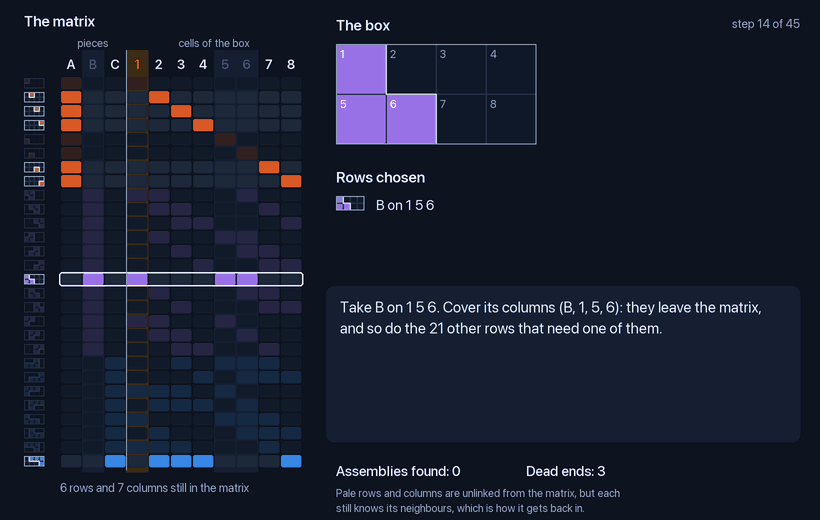 The matrix
pieces
cells of the box
A B C 1 2 3 4 5 6 7 8
6 rows and 7 columns still in the matrix
The box
step 14 of 45
1 2 3 4
5 6 7 8
Rows chosen
B on 1 5 6
Take B on 1 5 6. Cover its columns (B, 1, 5, 6): they leave the matrix,
and so do the 21 other rows that need one of them.
Assemblies found: 0
Dead ends: 3
Pale rows and columns are unlinked from the matrix, but each
still knows its neighbours, which is how it gets back in.